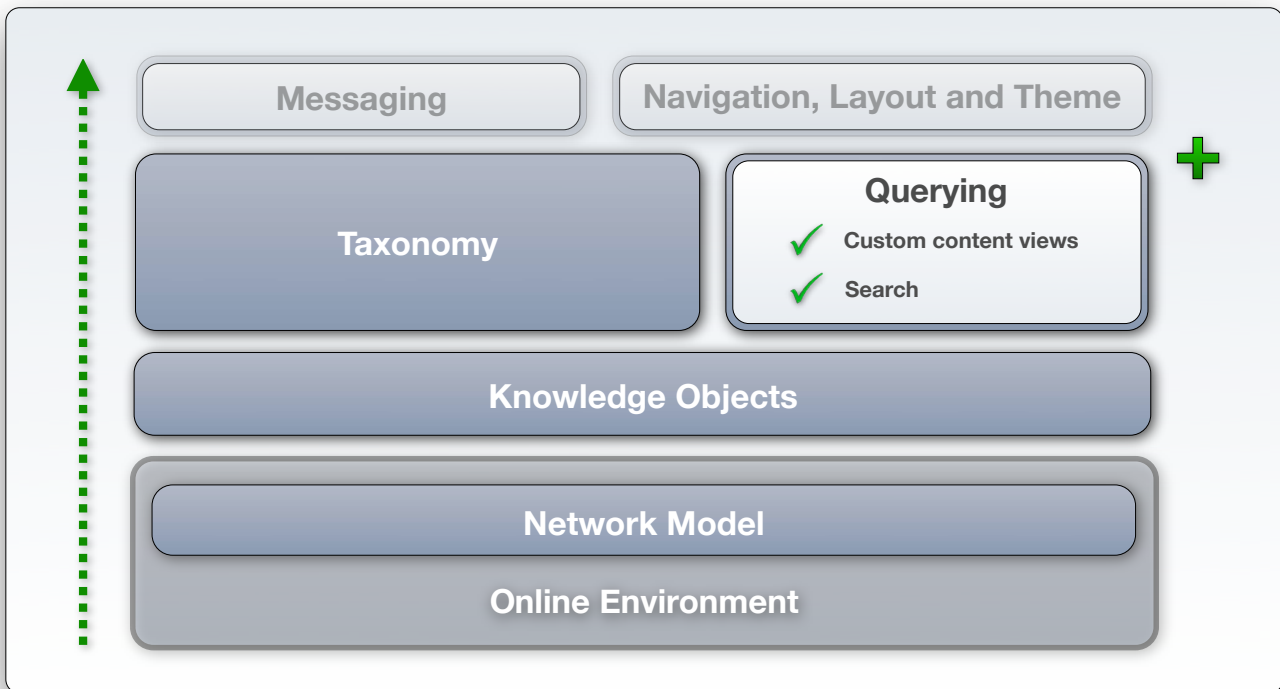 Messaging
Navigation, Layout and Theme
Taxonomy
Querying
Custom content views
Search
Knowledge Objects
Network Model
Online Environment